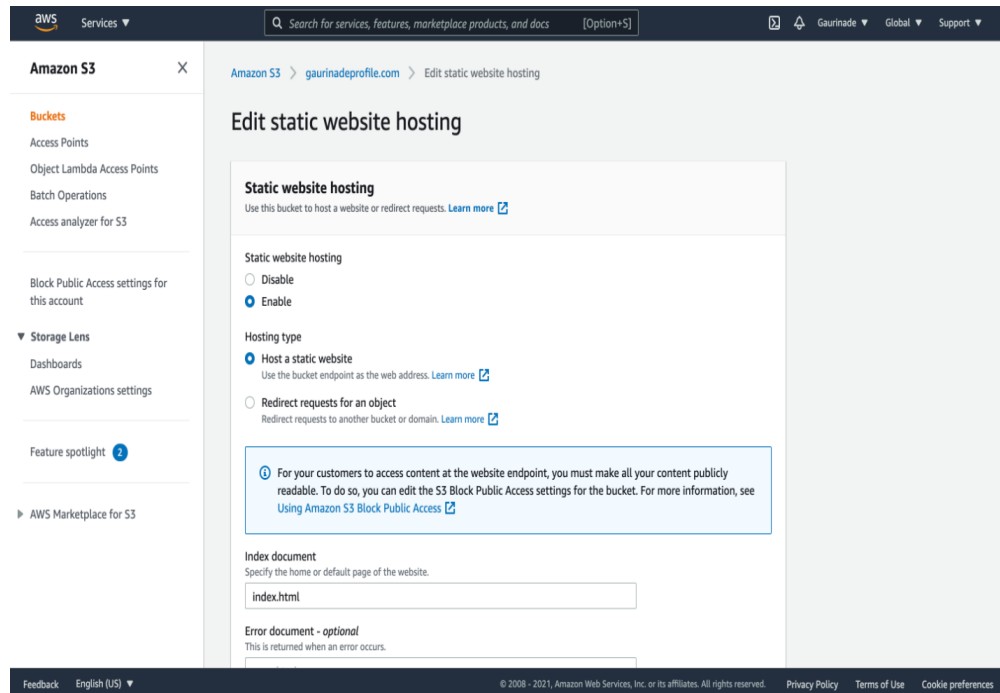 aws
Services ▼
Search for services, features, marketplace products, and docs [Option+S]
Gaurinade ▼
Global ▼
Support ▼
Amazon S3
Buckets
Access Points
Object Lambda Access Points
Batch Operations
Access analyzer for S3
Block Public Access settings for
this account
▼ Storage Lens
Dashboards
AWS Organizations settings
Feature spotlight 2
AWS Marketplace for S3
Amazon S3 > gaurinadeprofile.com > Edit static website hosting
Edit static website hosting
Static website hosting
Use this bucket to host a website or redirect requests. Learn more
Static website hosting
Disable
Enable
Hosting type
Host a static website
Use the bucket endpoint as the web address. Learn more
Redirect requests for an object
Redirect requests to another bucket or domain. Learn more
For your customers to access content at the website endpoint, you must make all your content publicly
readable. To do so, you can edit the S3 Block Public Access settings for the bucket. For more information, see
Using Amazon S3 Block Public Access
Index document
Specify the home or default page of the website.
index.html
Error document - optional
This is returned when an error occurs.
Feedback
English (US) ▼
© 2008 - 2021, Amazon Web Services, Inc. or its affiliates. All rights reserved.
Privacy Policy
Terms of Use
Cookie preferences